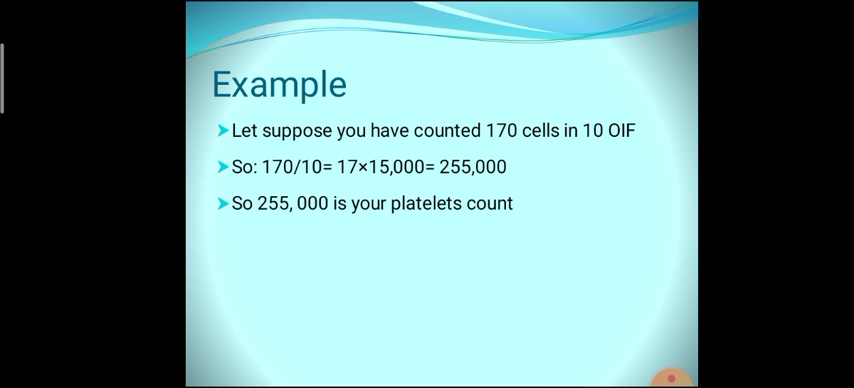 Example
➤Let suppose you have counted 170 cells in 10 OIF
➤So: 170/10= 17×15,000= 255,000
➤So 255, 000 is your platelets count